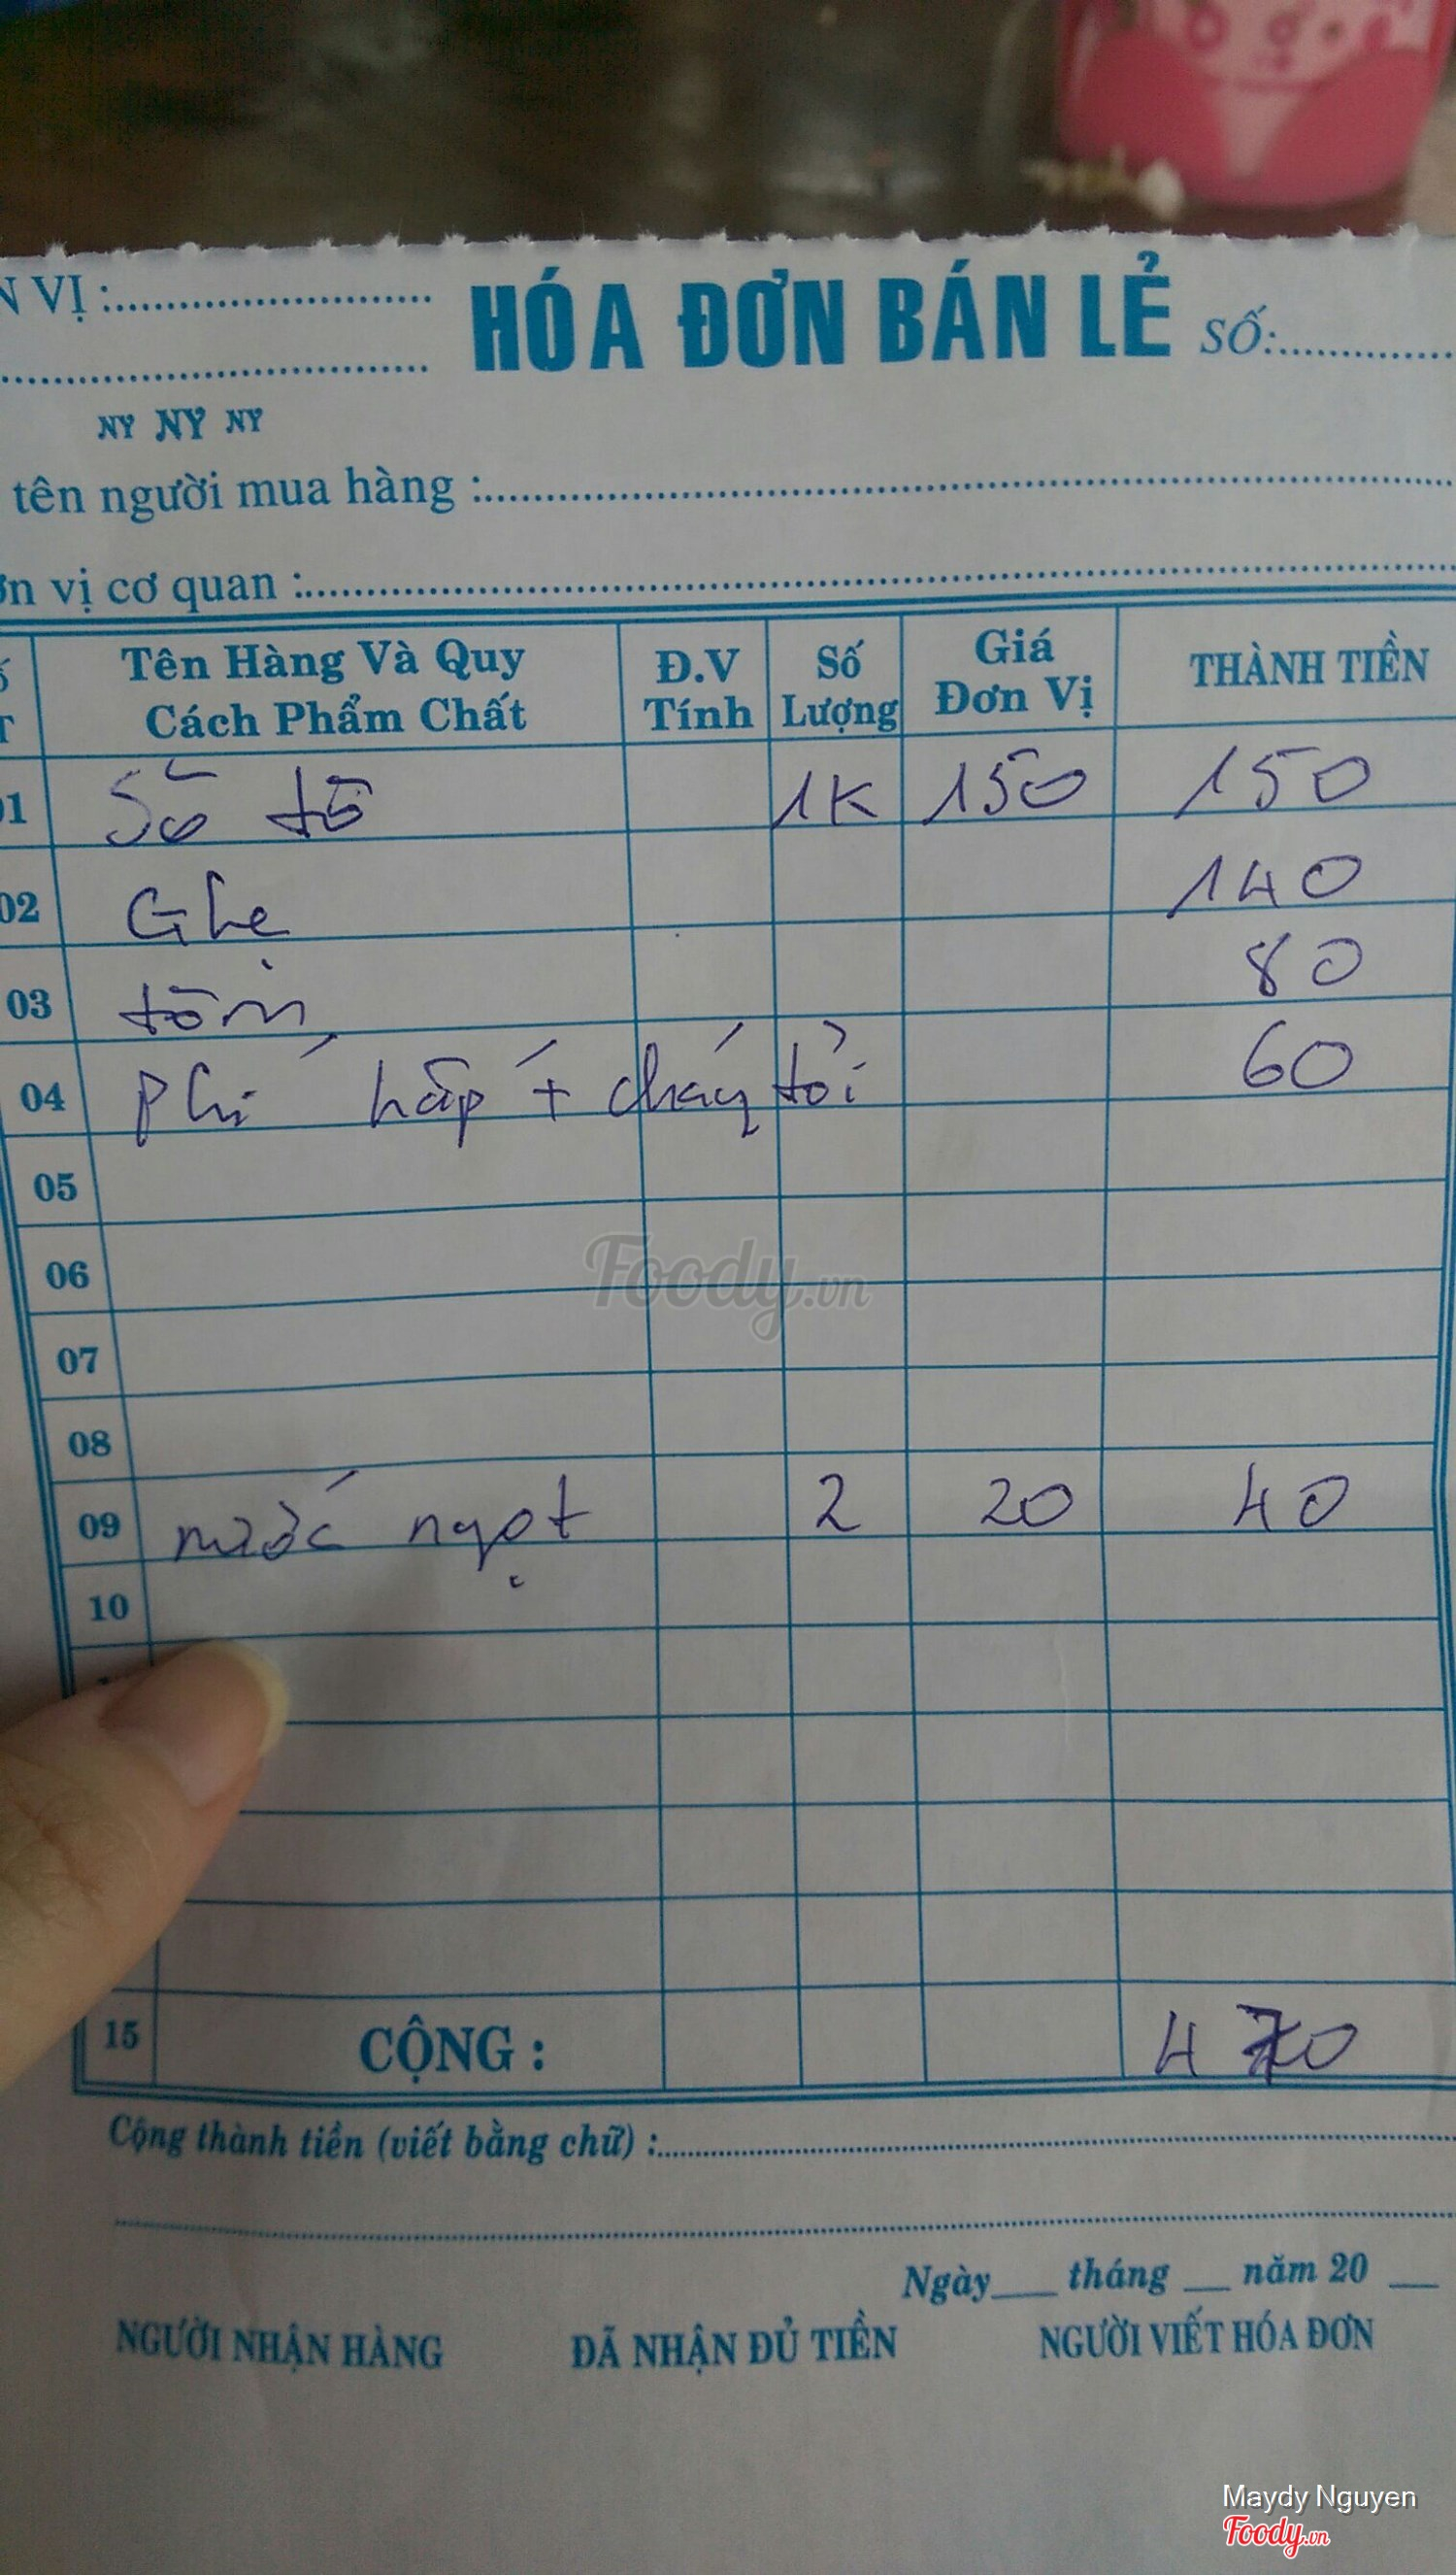 N VỊ :
HÓA ĐƠN BÁN LẺ
SỐ:
NY NY NY
tên người mua hàng :
ơn vị cơ quan :
Tên Hàng Và Quy Cách Phẩm Chất Đ.V Tính Số Lượng Giá Đơn Vị THÀNH TIỀN
01 Sò tô 1K 150 150
02 Ghẹ 140
03 tôm 80
04 Phí hấp + cháy tỏi 60
05
06
07
08
09 nước ngọt 2 20 40
10
15 CỘNG : 470
Cộng thành tiền (viết bằng chữ) :
Ngày___ tháng __ năm 20 __
NGƯỜI NHẬN HÀNG ĐÃ NHẬN ĐỦ TIỀN NGƯỜI VIẾT HÓA ĐƠN
Foody.vn
Maydy Nguyen
Foody.vn